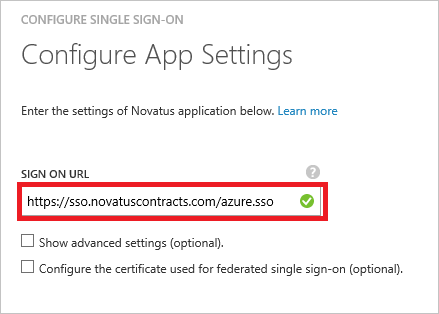 CONFIGURE SINGLE SIGN-ON
Configure App Settings
Enter the settings of Novatus application below. Learn more
SIGN ON URL
?
https://sso.novatuscontracts.com/azure.sso
Show advanced settings (optional).
Configure the certificate used for federated single sign-on (optional).